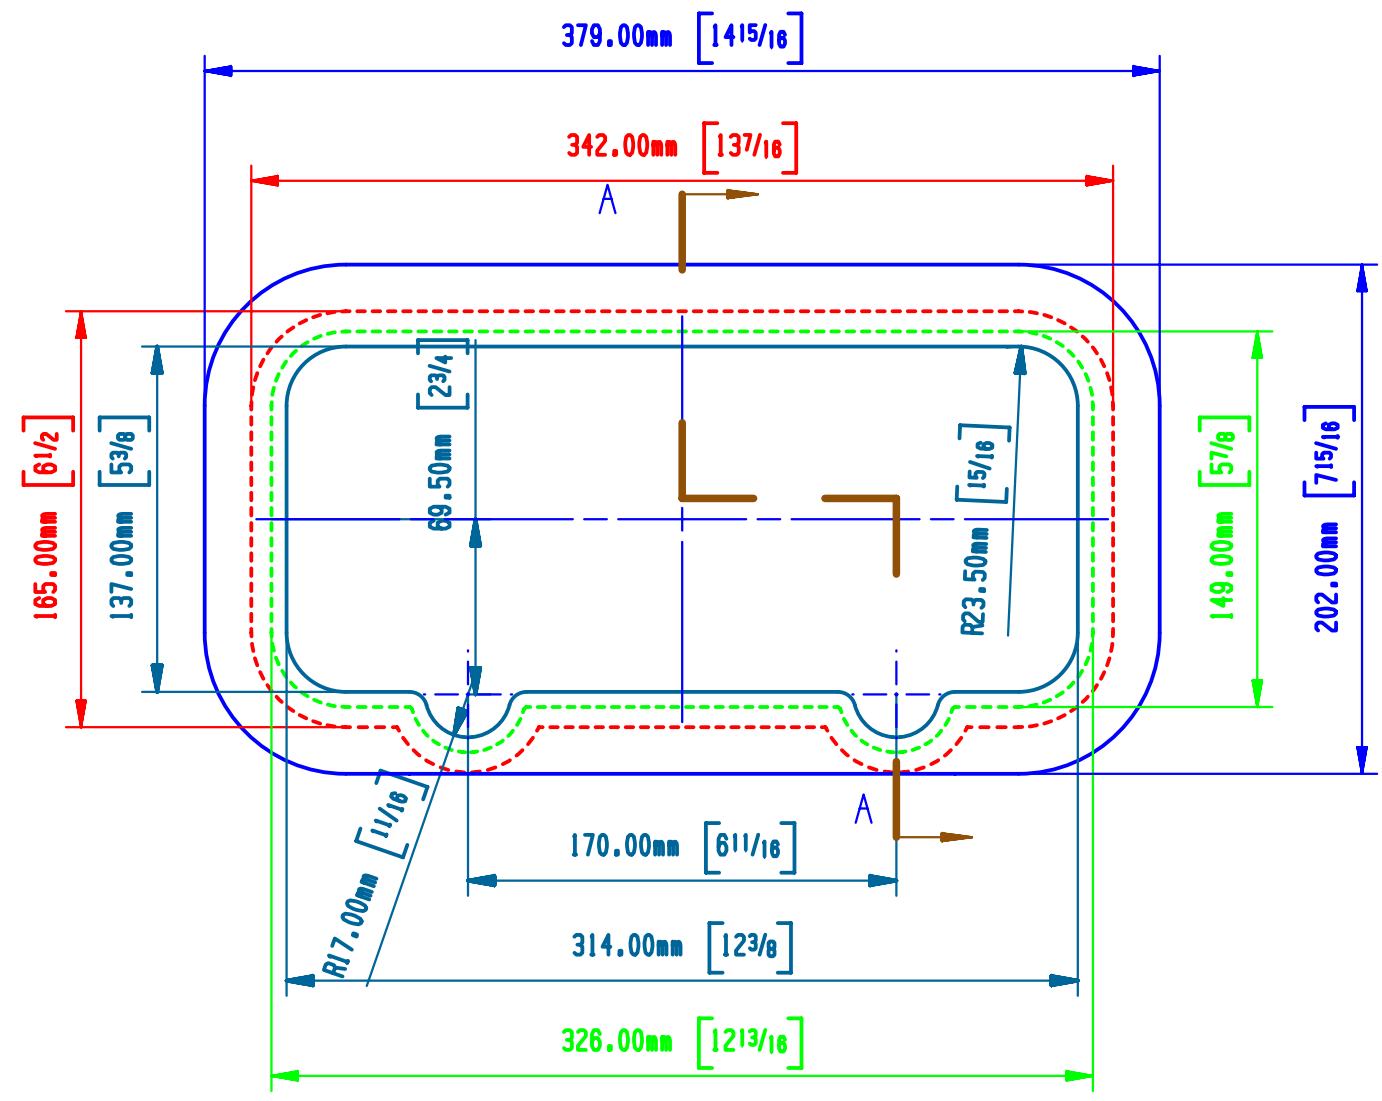 379.00mm [14 15/16]
342.00mm [13 7/16]
A
69.50mm [2 3/4]
165.00mm [6 1/2]
137.00mm [5 3/8]
R23.50mm [15/16]
149.00mm [5 7/8]
202.00mm [7 15/16]
A
R17.00mm [11/16]
170.00mm [6 11/16]
314.00mm [12 3/8]
326.00mm [12 13/16]